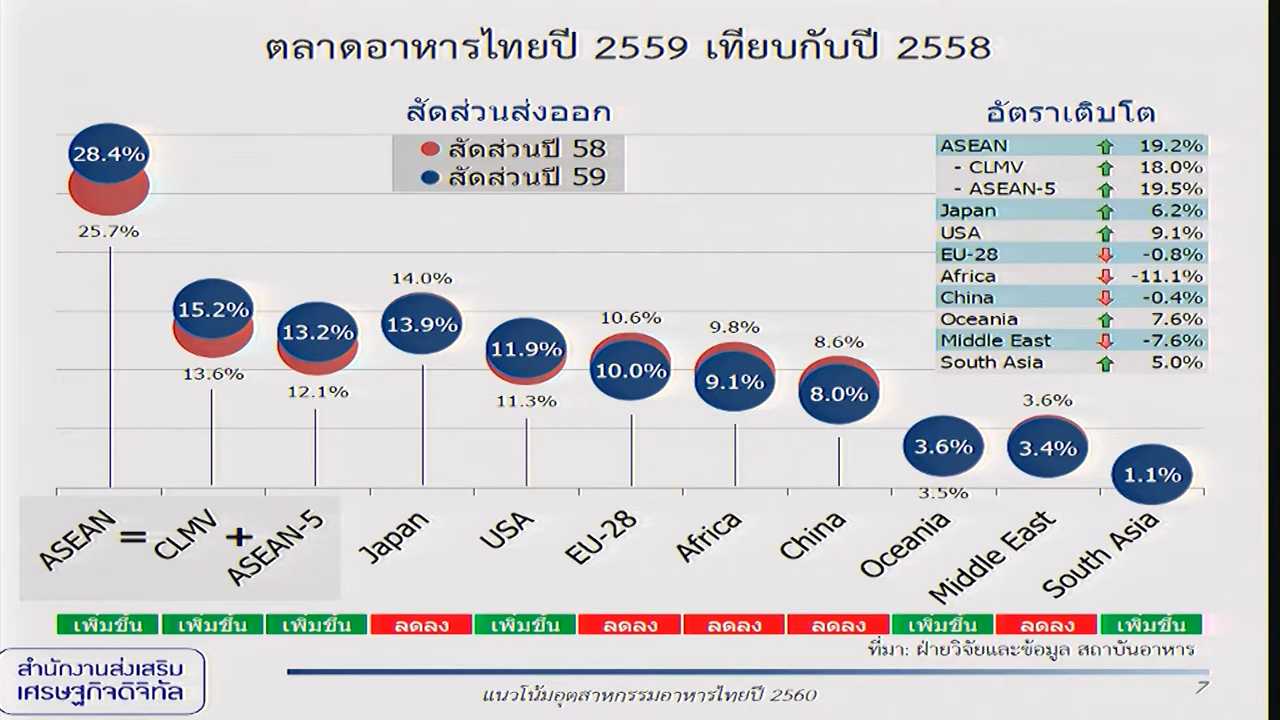 ตลาดอาหารไทยปี 2559 เทียบกับปี 2558
สัดส่วนส่งออก
สัดส่วนปี 58
สัดส่วนปี 59
อัตราเติบโต
ASEAN 19.2%
- CLMV 18.0%
- ASEAN-5 19.5%
Japan 6.2%
USA 9.1%
EU-28 -0.8%
Africa -11.1%
China -0.4%
Oceania 7.6%
Middle East -7.6%
South Asia 5.0%
28.4%
25.7%
15.2%
13.6%
13.2%
12.1%
14.0%
13.9%
11.9%
11.3%
10.6%
10.0%
9.8%
9.1%
8.6%
8.0%
3.6%
3.5%
3.6%
3.4%
1.1%
ASEAN = CLMV + ASEAN-5 Japan USA EU-28 Africa China Oceania Middle East South Asia
เพิ่มขึ้น เพิ่มขึ้น เพิ่มขึ้น ลดลง เพิ่มขึ้น ลดลง ลดลง ลดลง เพิ่มขึ้น ลดลง เพิ่มขึ้น
ที่มา: ฝ่ายวิจัยและข้อมูล สถาบันอาหาร
สำนักงานส่งเสริม
เศรษฐกิจดิจิทัล
แนวโน้มอุตสาหกรรมอาหารไทยปี 2560
7